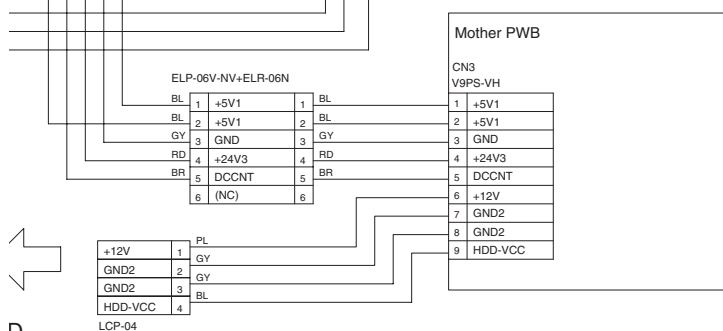 Mother PWB
CN3
V9PS-VH
ELP-06V-NV+ELR-06N
BL 1 +5V1 1 BL 1 +5V1
BL 2 +5V1 2 BL 2 +5V1
GY 3 GND 3 GY 3 GND
RD 4 +24V3 4 RD 4 +24V3
BR 5 DCCNT 5 BR 5 DCCNT
6 (NC) 6 6 +12V
7 GND2
8 GND2
9 HDD-VCC
+12V 1 PL
GND2 2 GY
GND2 3 GY
HDD-VCC 4 BL
LCP-04